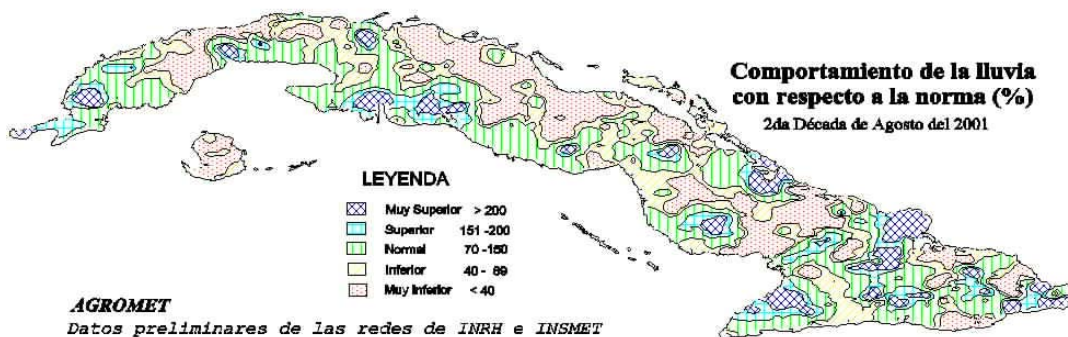 Comportamiento de la lluvia
con respecto a la norma (%)
2da Década de Agosto del 2001
LEYENDA
Muy Superior > 200
Superior 151 -200
Normal 70 -150
Inferior 40 - 69
Muy Inferior < 40
AGROMET
Datos preliminares de las redes de INRH e INSMET